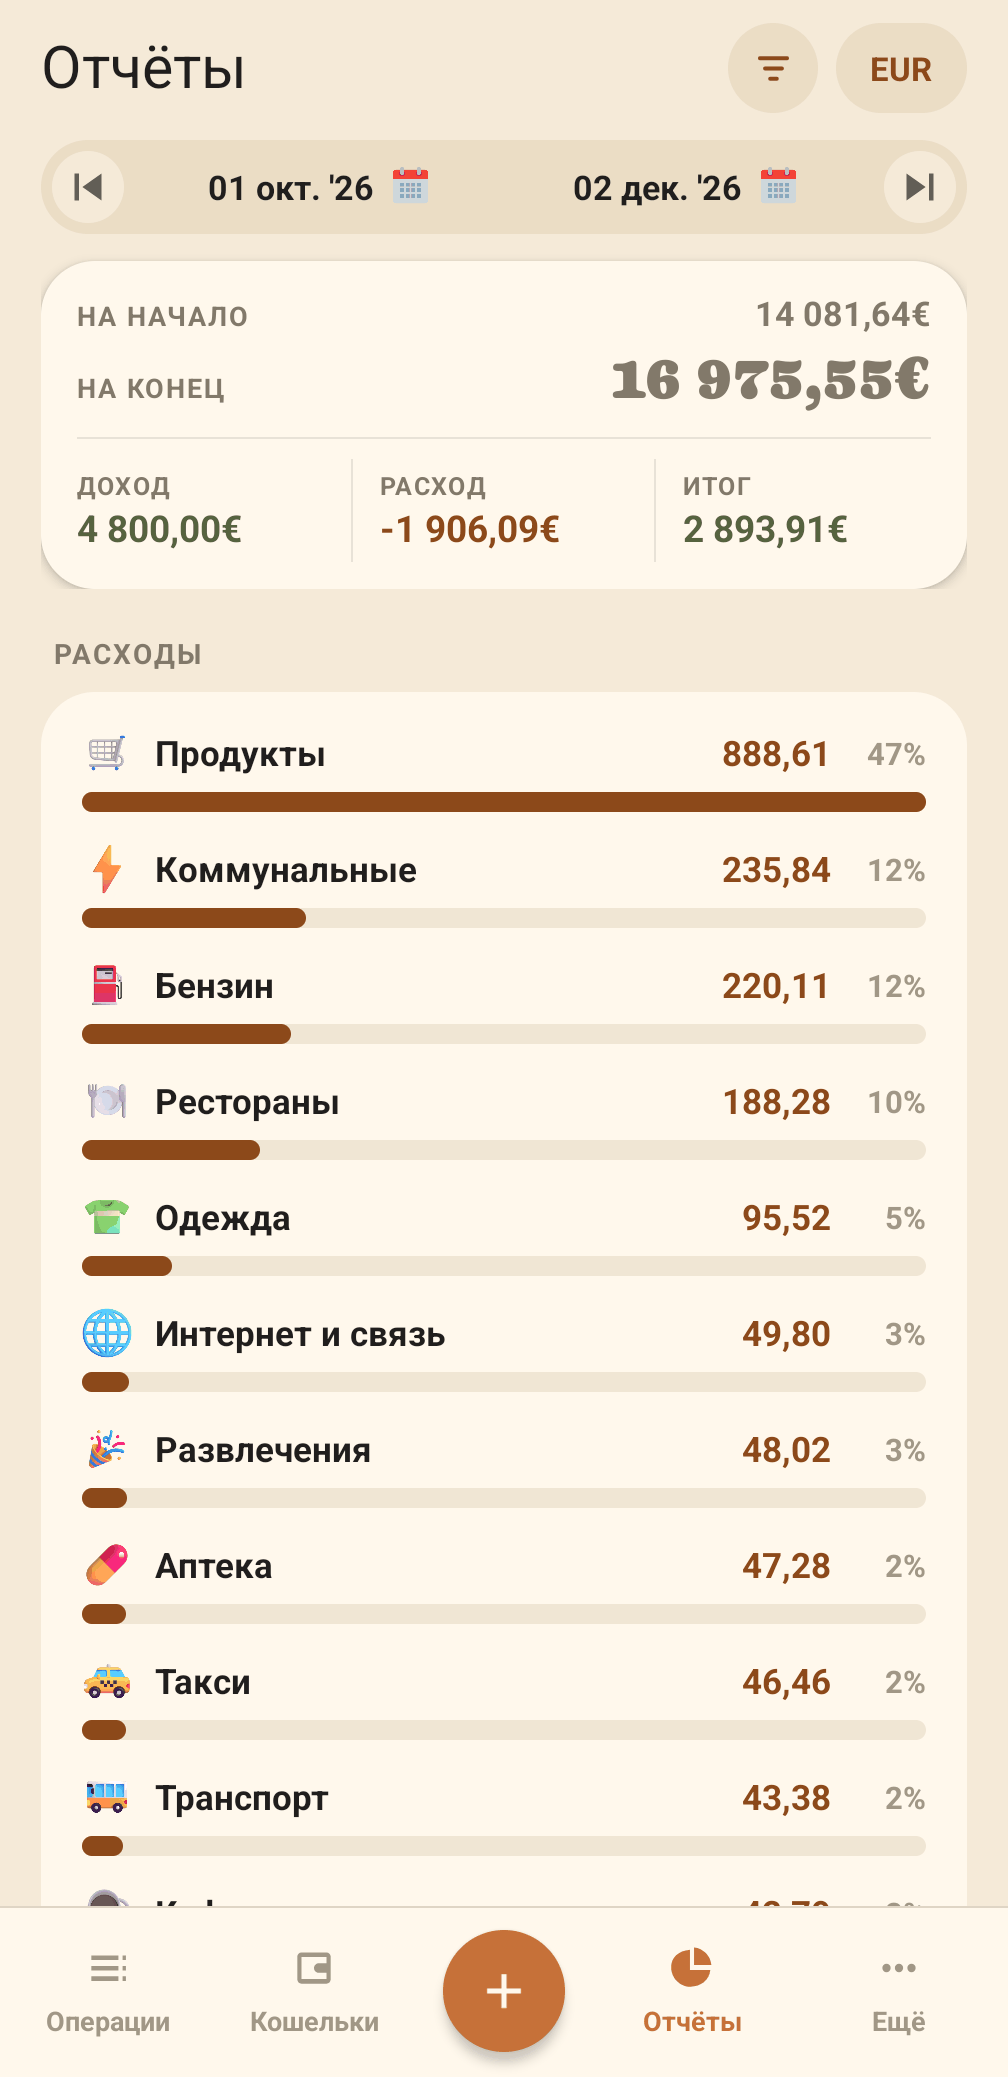 Отчёты
EUR
01 окт. '26
02 дек. '26
НА НАЧАЛО 14 081,64€
НА КОНЕЦ 16 975,55€
ДОХОД РАСХОД ИТОГ
4 800,00€ -1 906,09€ 2 893,91€
РАСХОДЫ
Продукты 888,61 47%
Коммунальные 235,84 12%
Бензин 220,11 12%
Рестораны 188,28 10%
Одежда 95,52 5%
Интернет и связь 49,80 3%
Развлечения 48,02 3%
Аптека 47,28 2%
Такси 46,46 2%
Транспорт 43,38 2%
Операции Кошельки + Отчёты Ещё